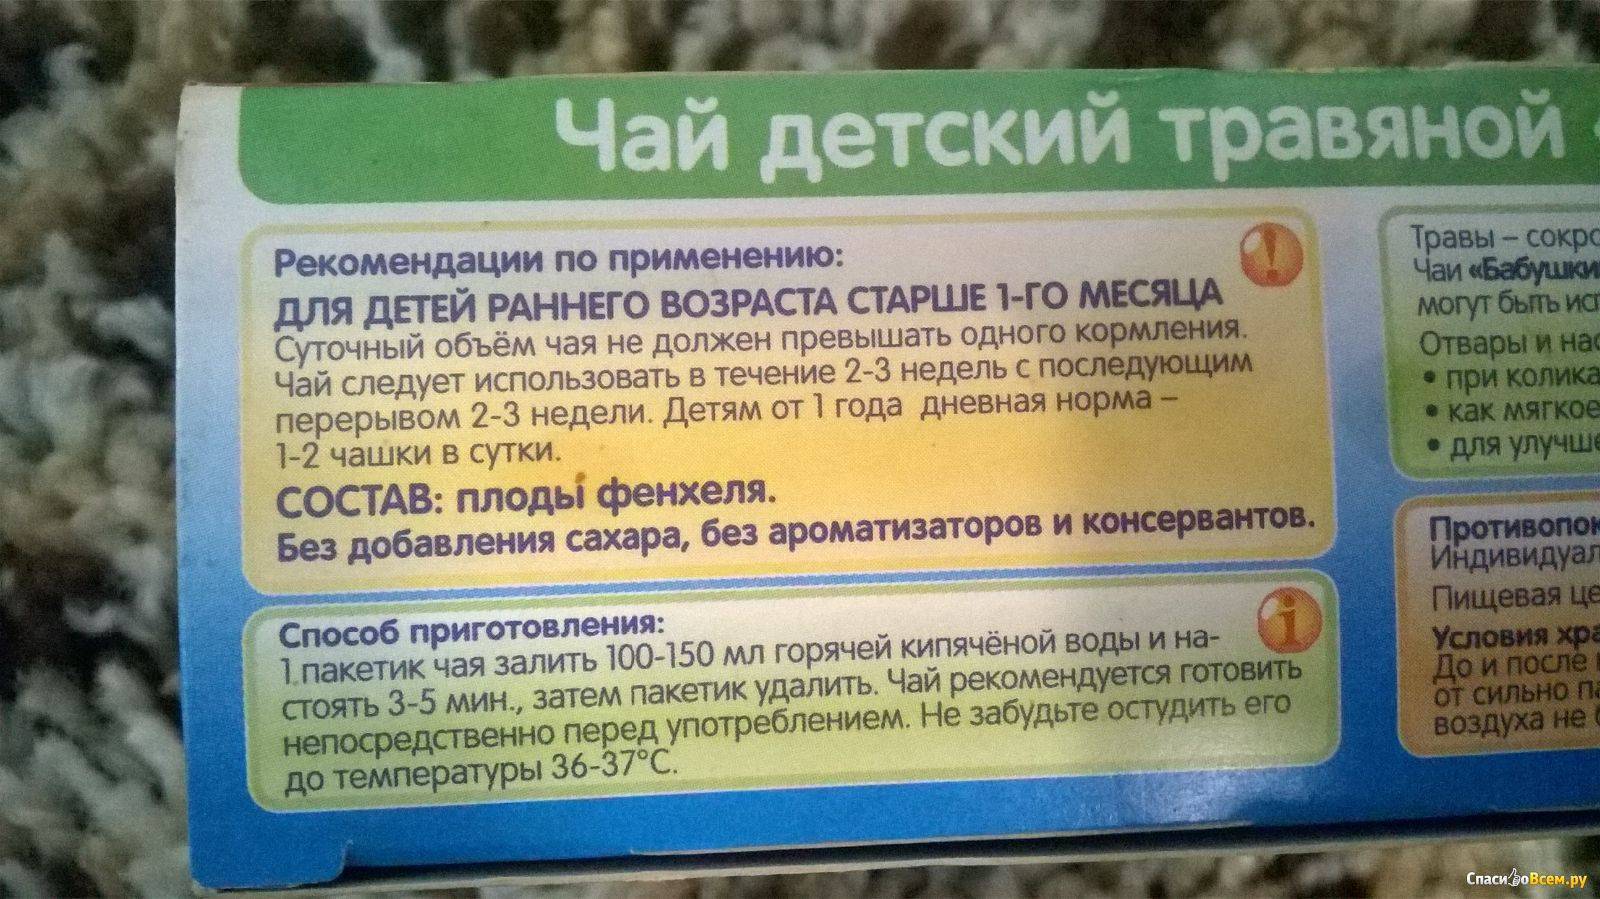 Чай детский травяной
Рекомендации по применению:
ДЛЯ ДЕТЕЙ РАННЕГО ВОЗРАСТА СТАРШЕ 1-ГО МЕСЯЦА
Суточный объём чая не должен превышать одного кормления.
Чай следует использовать в течение 2-3 недель с последующим
перерывом 2-3 недели. Детям от 1 года дневная норма –
1-2 чашки в сутки.
СОСТАВ: плоды фенхеля.
Без добавления сахара, без ароматизаторов и консервантов.
Способ приготовления:
1 пакетик чая залить 100-150 мл горячей кипячёной воды и на-
стоять 3-5 мин., затем пакетик удалить. Чай рекомендуется готовить
непосредственно перед употреблением. Не забудьте остудить его
до температуры 36-37°С.
Травы –
Чаи
могут быть
Отвары и
• при
• как мягкое
• для
Пищевая
Условия
До и после
от сильно
воздуха не
СпасибоВсем.ру